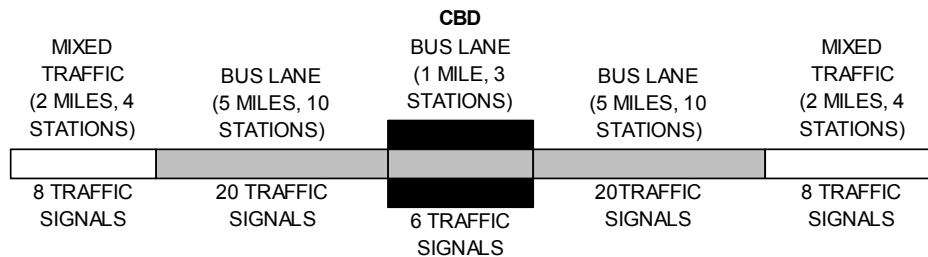 CBD
MIXED
TRAFFIC
(2 MILES, 4
STATIONS)
BUS LANE
(5 MILES, 10
STATIONS)
BUS LANE
(1 MILE, 3
STATIONS)
BUS LANE
(5 MILES, 10
STATIONS)
MIXED
TRAFFIC
(2 MILES, 4
STATIONS)
8 TRAFFIC
SIGNALS
20 TRAFFIC
SIGNALS
6 TRAFFIC
SIGNALS
20TRAFFIC
SIGNALS
8 TRAFFIC
SIGNALS